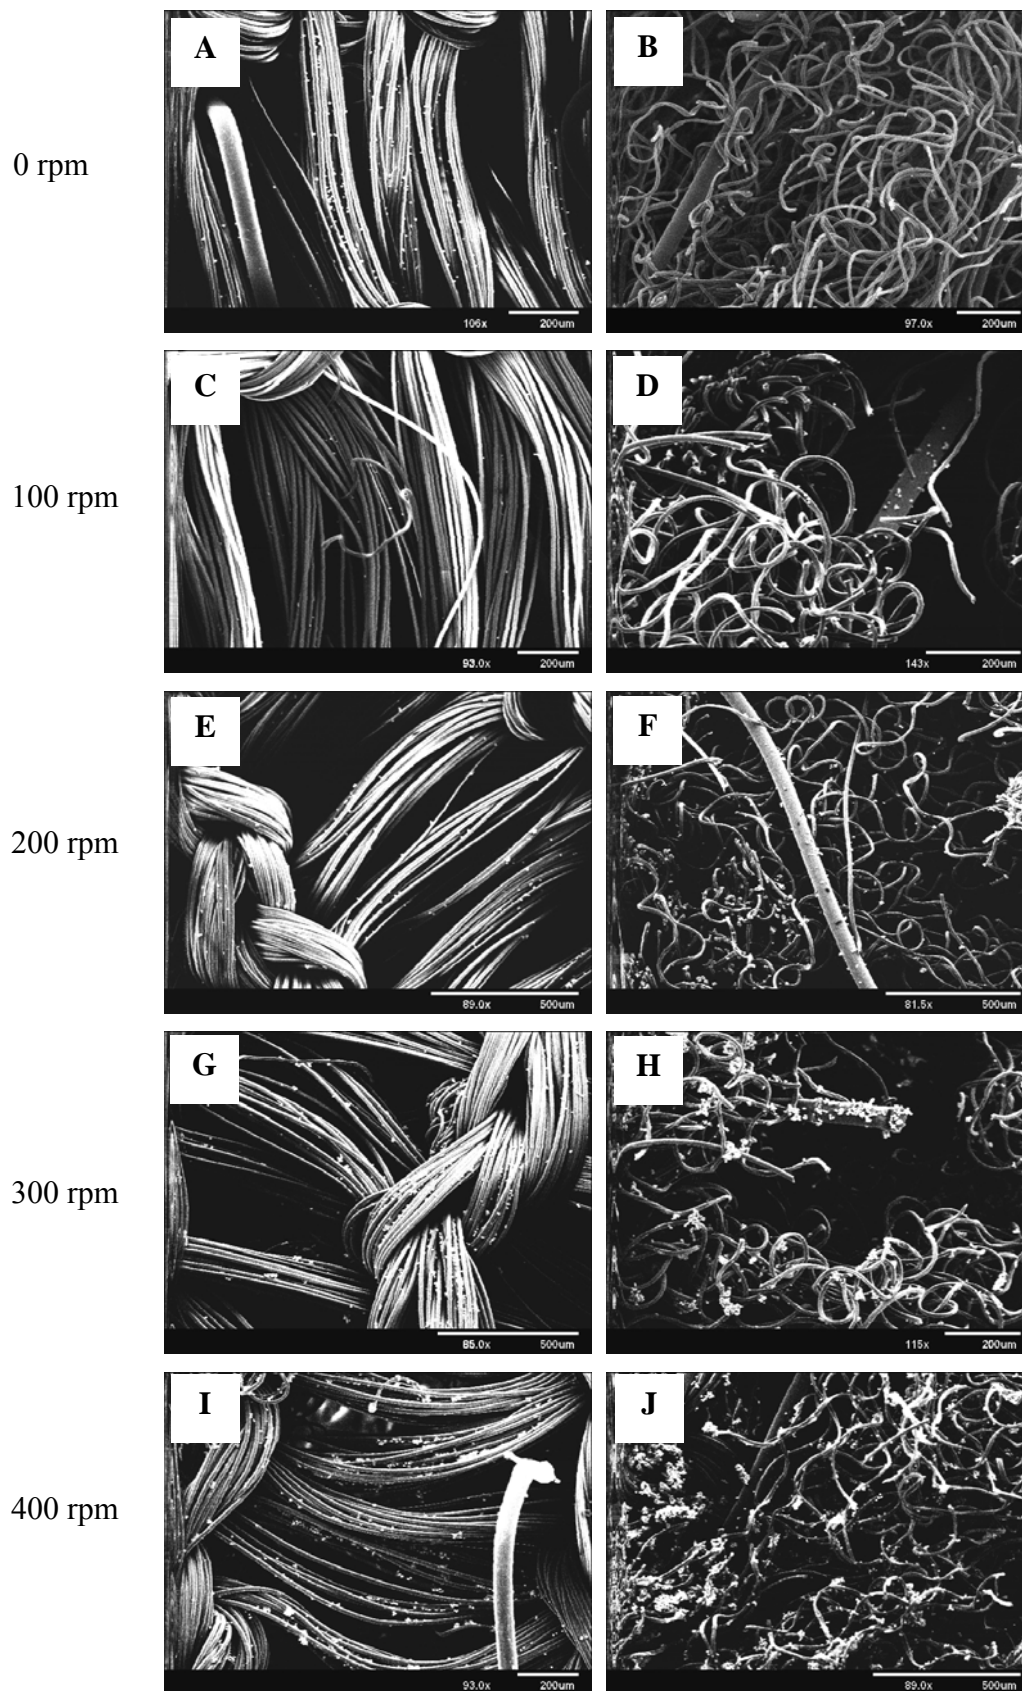 A
B
0 rpm
106x 200um
97.0x 200um
C
D
100 rpm
93.0x 200um
143x 200um
E
F
200 rpm
89.0x 500um
81.5x 500um
G
H
300 rpm
85.0x 500um
115x 200um
I
J
400 rpm
93.0x 200um
89.0x 500um